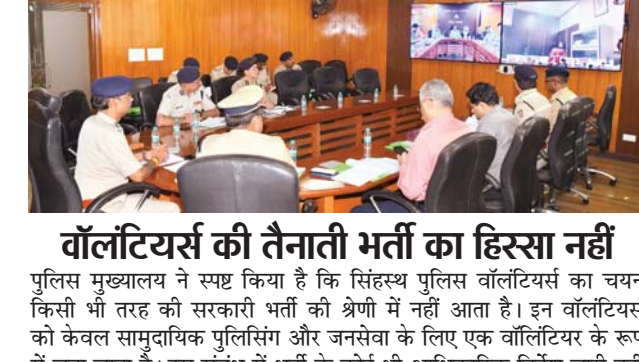 वॉलंटियर्स की तैनाती भर्ती का हिस्सा नहीं
पुलिस मुख्यालय ने स्पष्ट किया है कि सिंहस्थ पुलिस वॉलंटियर्स का चयन
किसी भी तरह की सरकारी भर्ती की श्रेणी में नहीं आता है। इन वॉलंटियर्स
को केवल सामुदायिक पुलिसिंग और जनसेवा के लिए एक वॉलिंटियर के रूप